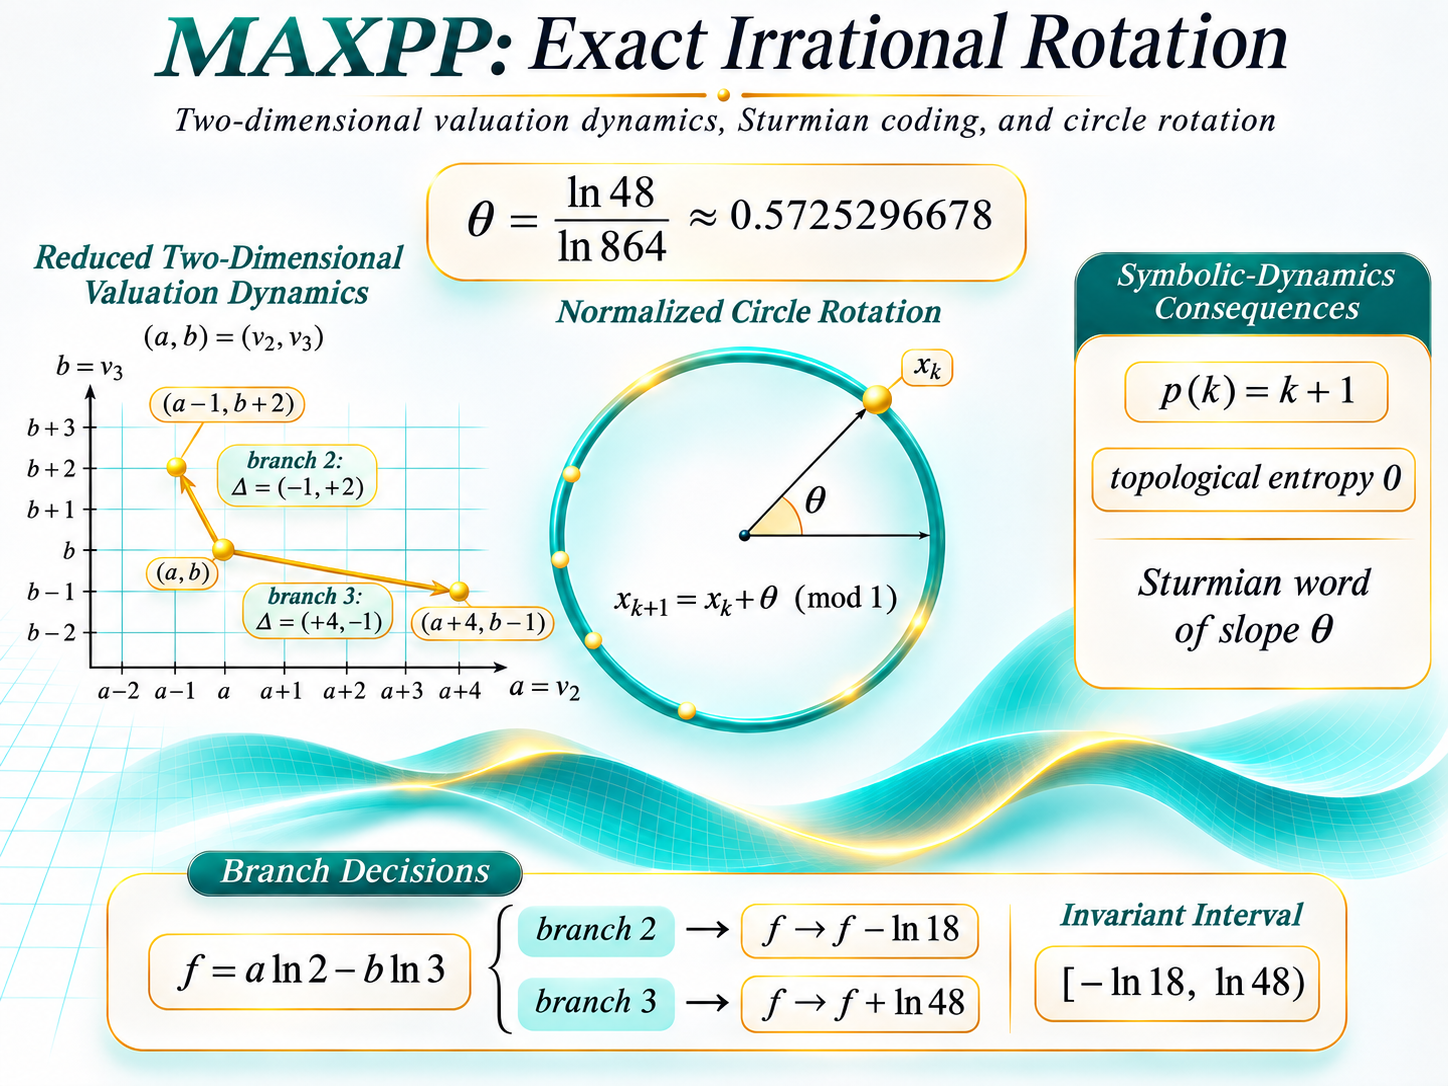 MAXPP: Exact Irrational Rotation
Two-dimensional valuation dynamics, Sturmian coding, and circle rotation
θ = ln 48 / ln 864 ≈ 0.5725296678
Reduced Two-Dimensional
Valuation Dynamics
(a, b) = (v₂, v₃)
b = v₃
(a−1, b+2)
b+3
b+2
b+1
b
b−1
b−2
branch 2:
Δ = (−1, +2)
(a, b)
branch 3:
Δ = (+4, −1)
(a+4, b−1)
a−2 a−1 a a+1 a+2 a+3 a+4
a = v₂
Normalized Circle Rotation
xₖ
θ
xₖ₊₁ = xₖ + θ (mod 1)
Symbolic-Dynamics
Consequences
p(k) = k + 1
topological entropy 0
Sturmian word
of slope θ
Branch Decisions
f = a ln 2 − b ln 3
branch 2 → f → f − ln 18
branch 3 → f → f + ln 48
Invariant Interval
[− ln 18, ln 48)